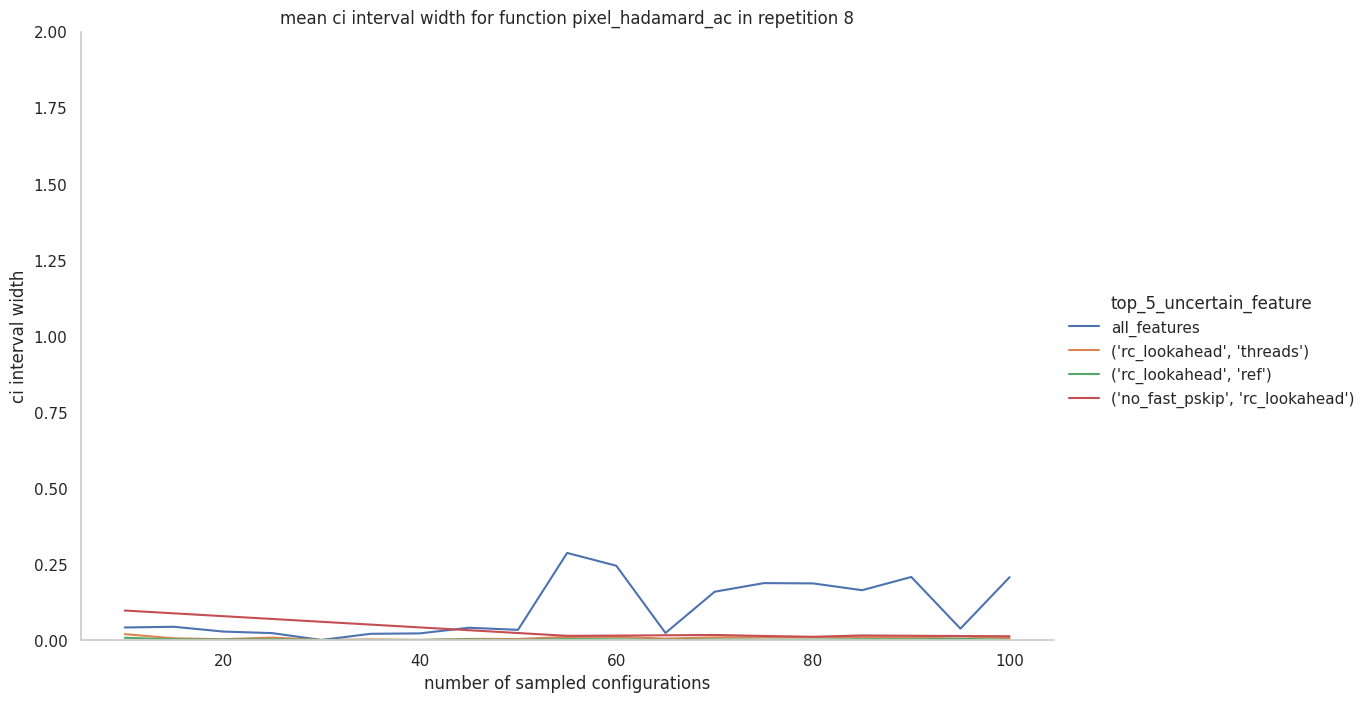 mean ci interval width for function pixel_hadamard_ac in repetition 8
2.00
1.75
1.50
1.25
1.00
0.75
0.50
0.25
0.00
ci interval width
20
40
60
80
100
number of sampled configurations
top_5_uncertain_feature
all_features
('rc_lookahead', 'threads')
('rc_lookahead', 'ref')
('no_fast_pskip', 'rc_lookahead')